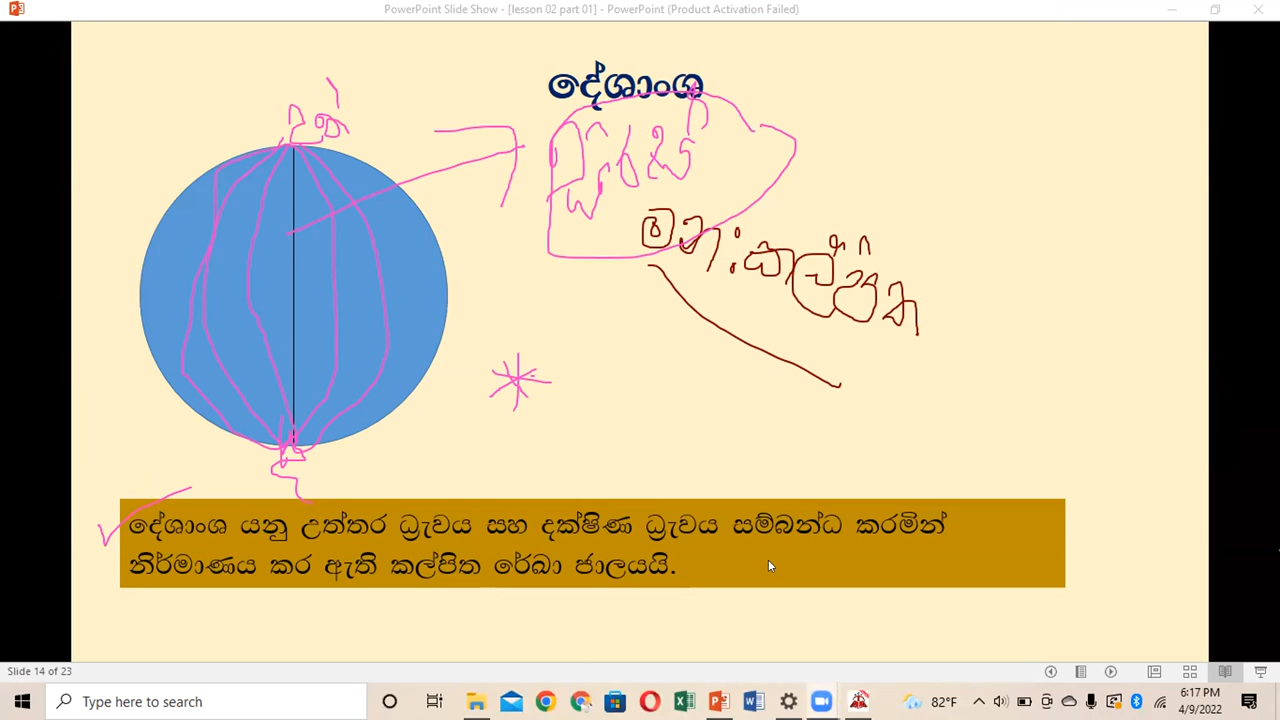 PowerPoint Slide Show - [lesson 02 part 01] - PowerPoint (Product Activation Failed)
දේශාංශ
මන:කල්පිත
දේශාංශ යනු උත්තර ධ්‍රැවය සහ දක්ෂිණ ධ්‍රැවය සම්බන්ධ කරමින්
නිර්මාණය කර ඇති කල්පිත රේඛා ජාලයයි.
Slide 14 of 23
Type here to search
82°F
6:17 PM
4/9/2022